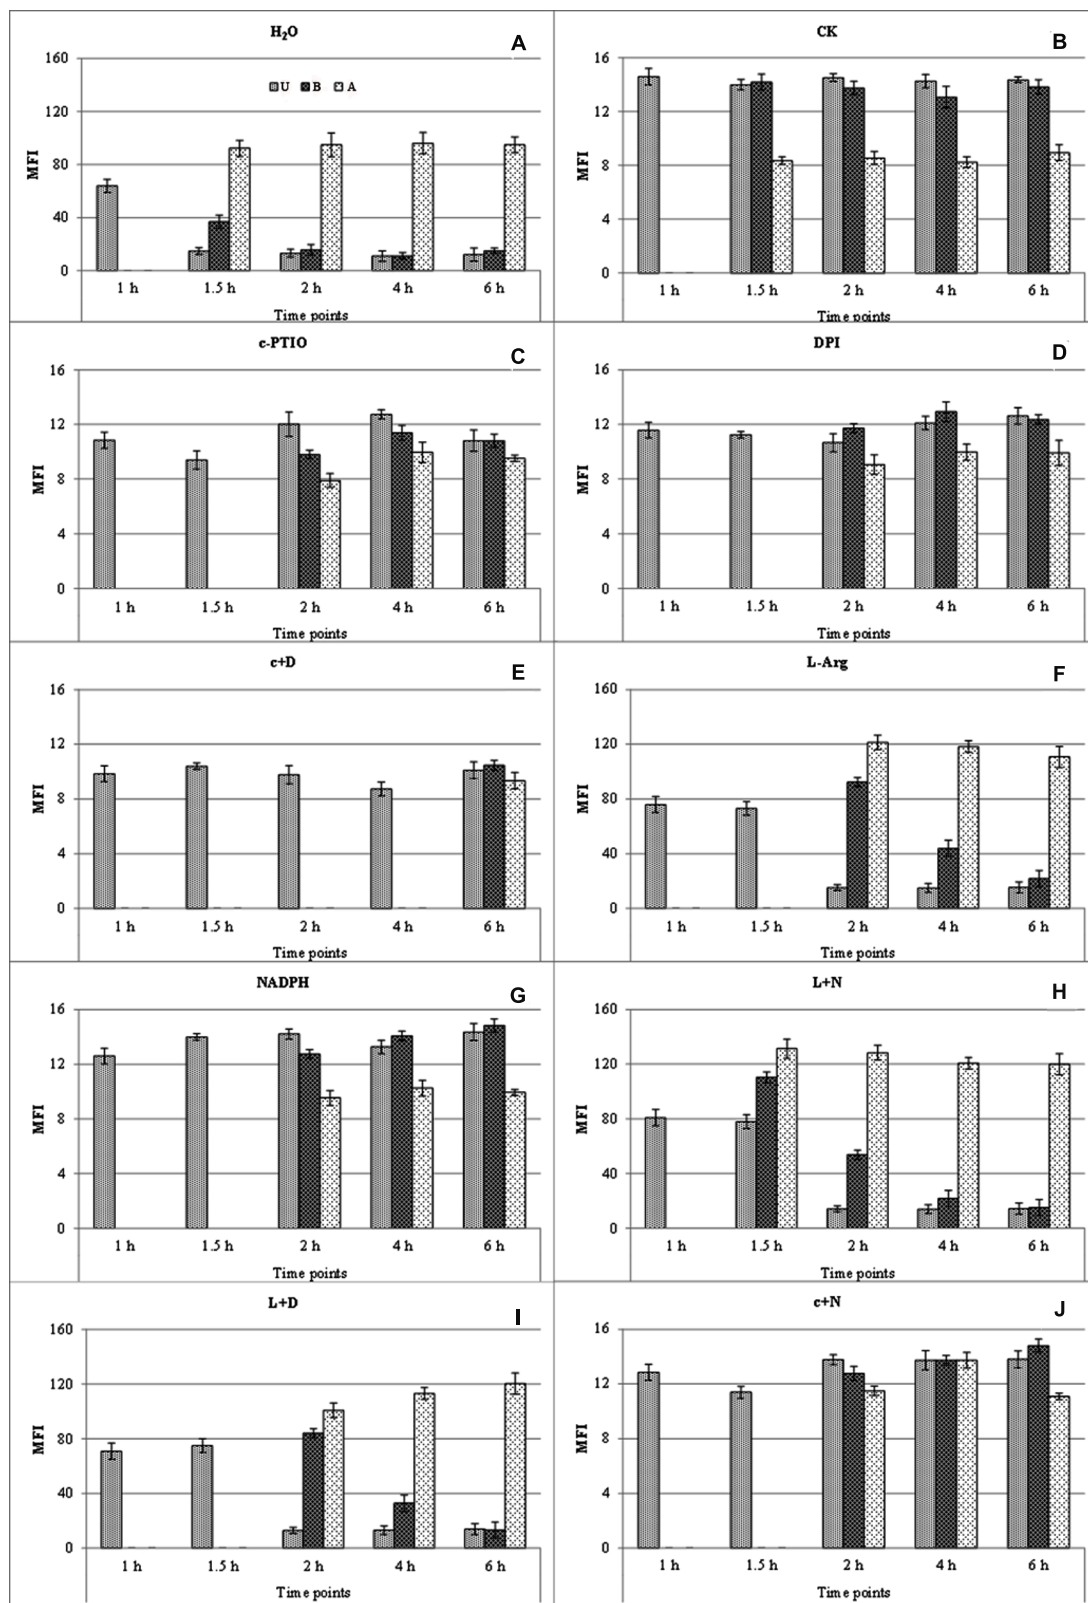 H₂O
A
160
120
80
40
0
MFI
U B A
1 h 1.5 h 2 h 4 h 6 h
Time points
CK
B
16
12
8
4
0
MFI
1 h 1.5 h 2 h 4 h 6 h
Time points
c-PTIO
C
16
12
8
4
0
MFI
1 h 1.5 h 2 h 4 h 6 h
Time points
DPI
D
16
12
8
4
0
MFI
1 h 1.5 h 2 h 4 h 6 h
Time points
c+D
E
16
12
8
4
0
MFI
1 h 1.5 h 2 h 4 h 6 h
Time points
L-Arg
F
160
120
80
40
0
MFI
1 h 1.5 h 2 h 4 h 6 h
Time points
NADPH
G
16
12
8
4
0
MFI
1 h 1.5 h 2 h 4 h 6 h
Time points
L+N
H
160
120
80
40
0
MFI
1 h 1.5 h 2 h 4 h 6 h
Time points
L+D
I
160
120
80
40
0
MFI
1 h 1.5 h 2 h 4 h 6 h
Time points
c+N
J
16
12
8
4
0
MFI
1 h 1.5 h 2 h 4 h 6 h
Time points